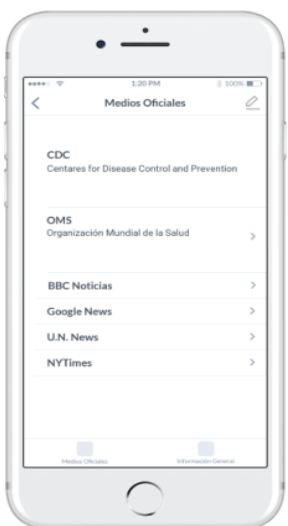 1:20 PM
100%
Medios Oficiales
CDC
Centares for Disease Control and Prevention
OMS
Organización Mundial de la Salud
BBC Noticias
Google News
U.N. News
NYTimes
Medios Oficiales
Información General